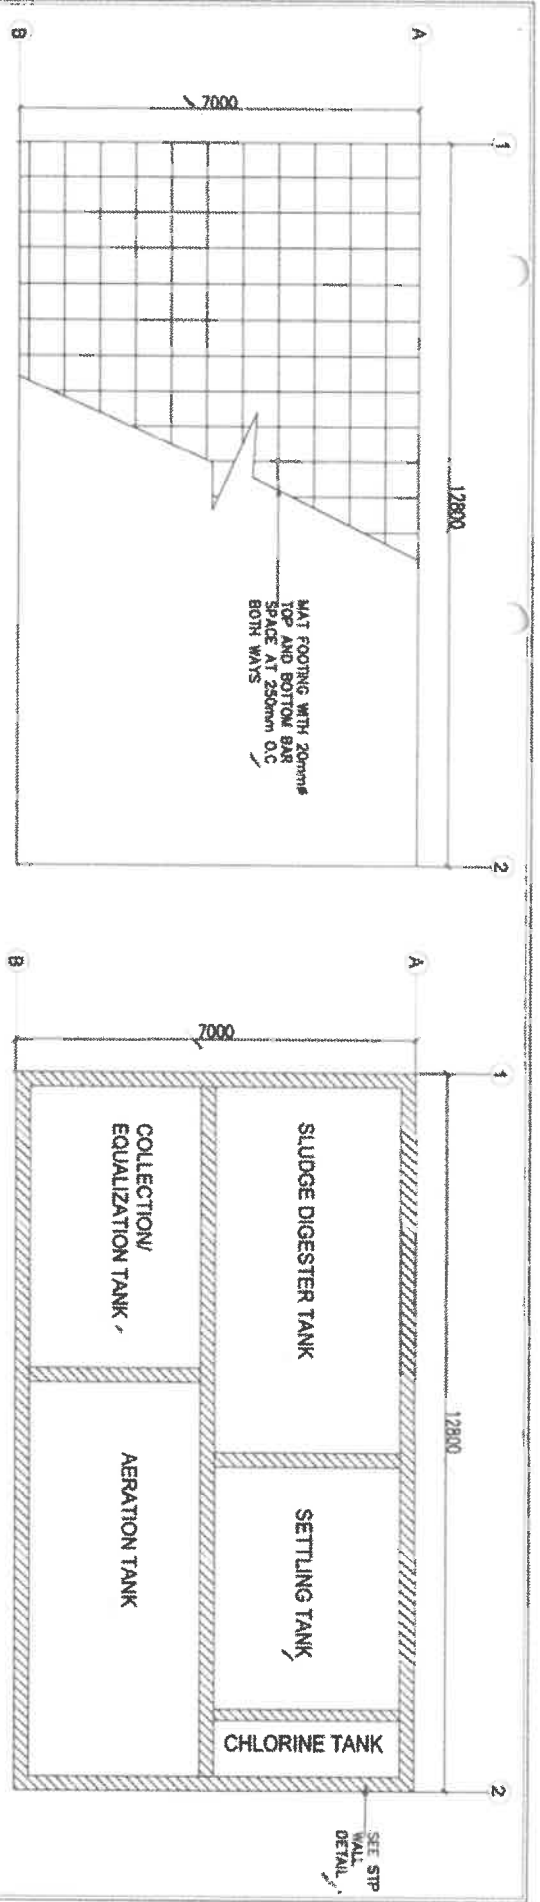 1
2
12800
A
7000
B
MAT FOOTING WITH 20mmø
TOP AND BOTTOM BAR
SPACE AT 250mm O.C
BOTH WAYS
1
2
12800
A
7000
B
SLUDGE DIGESTER TANK
SETTLING TANK
CHLORINE TANK
COLLECTION/
EQUALIZATION TANK
AERATION TANK
SEE STP
WALL
DETAIL